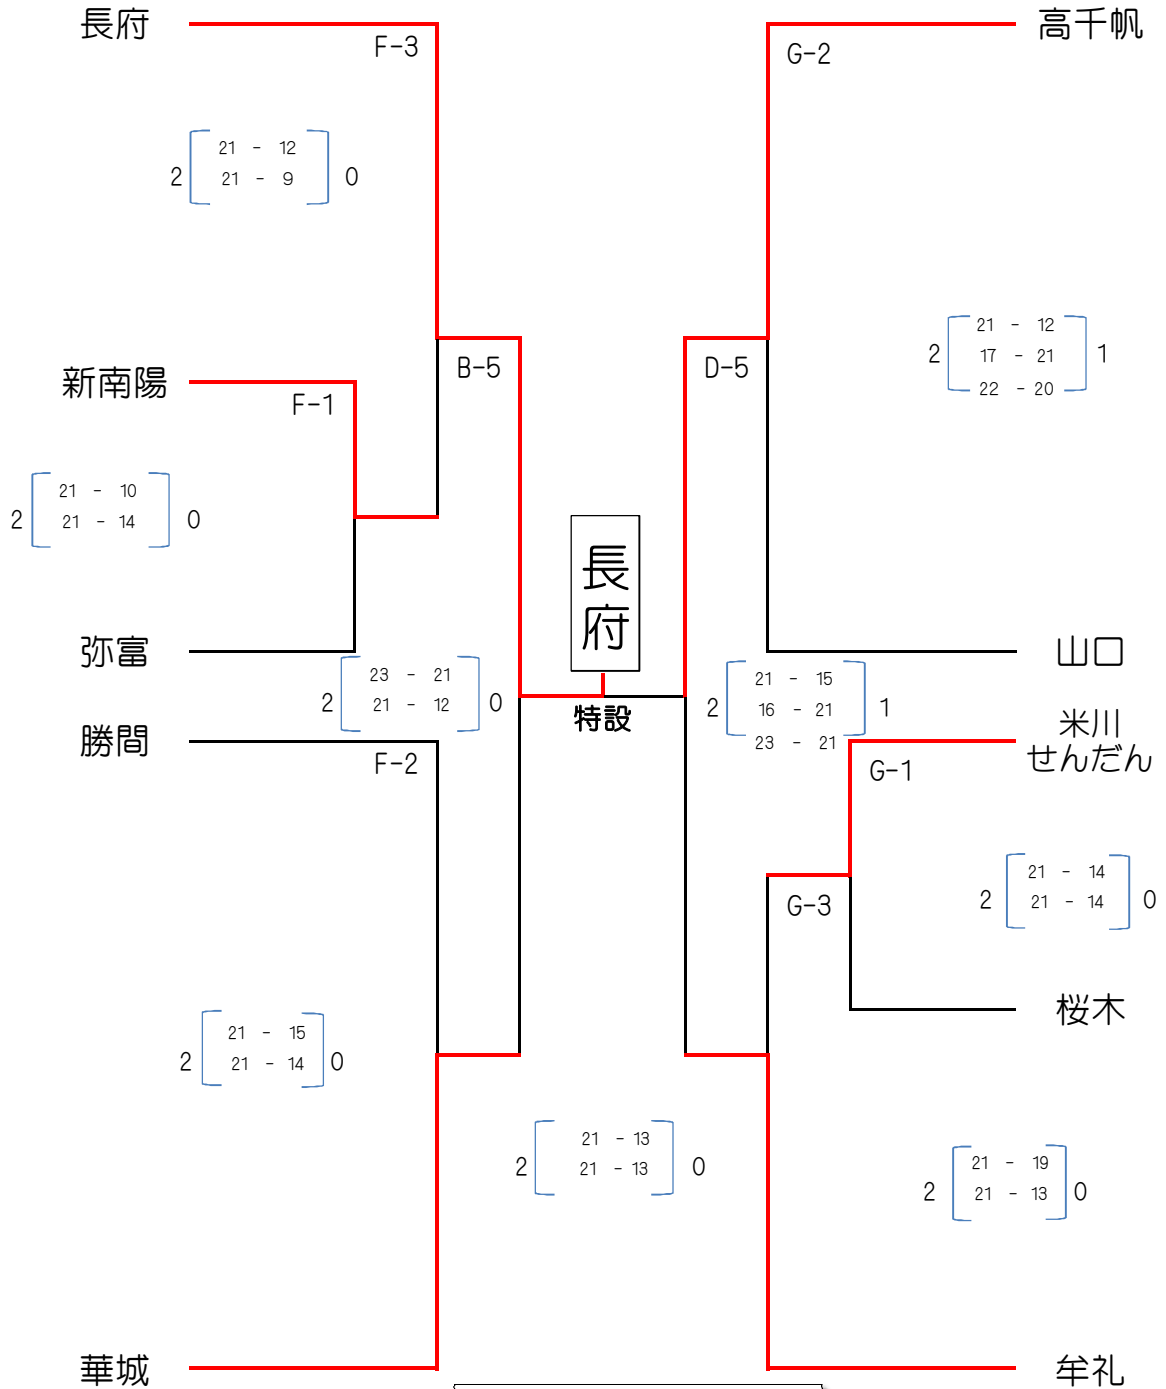 長府
高千帆
F-3
G-2
21 - 12
2 21 - 9 0
21 - 12
2 17 - 21 1
22 - 20
B-5
D-5
新南陽
F-1
21 - 10
2 21 - 14 0
長府
弥富
山口
23 - 21
2 21 - 12 0
21 - 15
2 16 - 21 1
23 - 21
特設
勝間
F-2
米川
せんだん
G-1
21 - 14
2 21 - 14 0
G-3
桜木
21 - 15
2 21 - 14 0
21 - 13
2 21 - 13 0
21 - 19
2 21 - 13 0
華城
牟礼